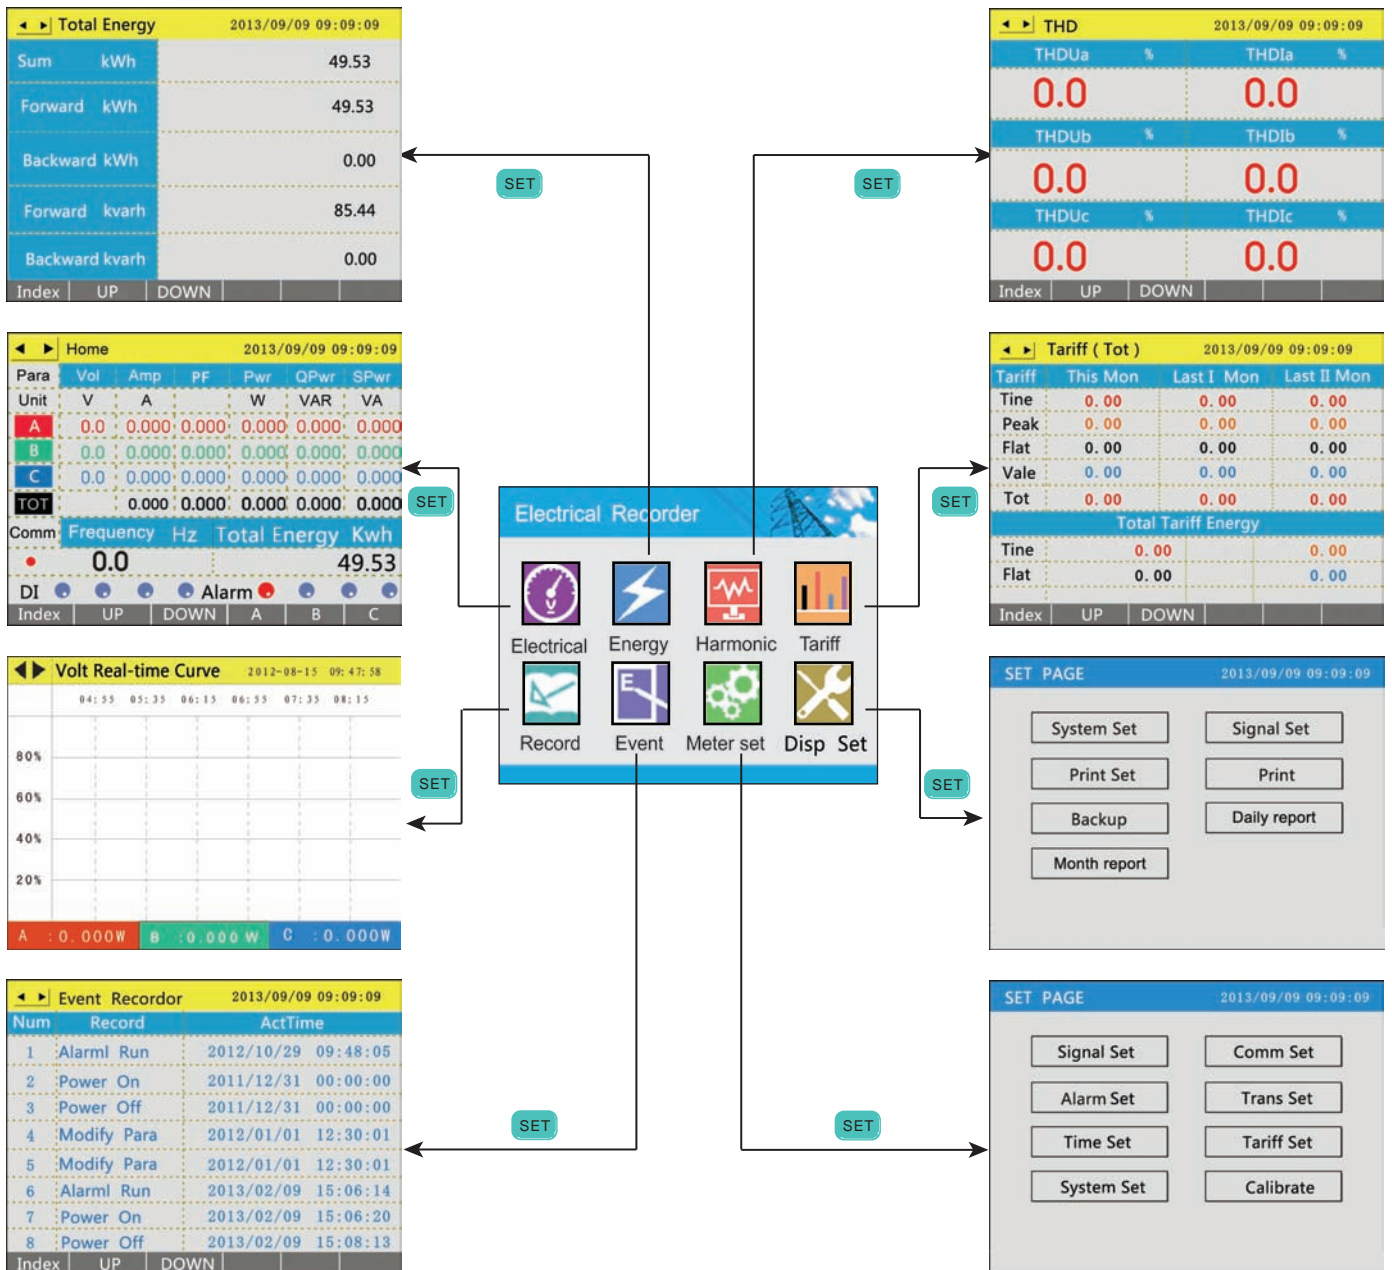 Total Energy 2013/09/09 09:09:09
Sum kWh 49.53
Forward kWh 49.53
Backward kWh 0.00
Forward kvarh 85.44
Backward kvarh 0.00
Index UP DOWN
SET
SET
THD 2013/09/09 09:09:09
THDUa % THDIa %
0.0 0.0
THDUb % THDIb %
0.0 0.0
THDUc % THDIc %
0.0 0.0
Index UP DOWN
Home 2013/09/09 09:09:09
Para Vol Amp PF Pwr QPwr SPwr
Unit V A W VAR VA
A 0.0 0.000 0.000 0.000 0.000 0.000
B 0.0 0.000 0.000 0.000 0.000 0.000
C 0.0 0.000 0.000 0.000 0.000 0.000
TOT 0.000 0.000 0.000 0.000 0.000
Comm Frequency Hz Total Energy Kwh
0.0 49.53
DI Alarm
Index UP DOWN A B C
SET
Electrical Recorder
Electrical Energy Harmonic Tariff
Record Event Meter set Disp Set
SET
Tariff ( Tot ) 2013/09/09 09:09:09
Tariff This Mon Last I Mon Last II Mon
Tine 0.00 0.00 0.00
Peak 0.00 0.00 0.00
Flat 0.00 0.00 0.00
Vale 0.00 0.00 0.00
Tot 0.00 0.00 0.00
Total Tariff Energy
Tine 0.00 0.00
Flat 0.00 0.00
Index UP DOWN
Volt Real-time Curve 2012-08-15 09:47:58
04:55 05:35 06:15 06:55 07:35 08:15
80%
60%
40%
20%
A :0.000W B :0.000 W C :0.000W
SET
SET
SET PAGE 2013/09/09 09:09:09
System Set Signal Set
Print Set Print
Backup Daily report
Month report
Event Recordor 2013/09/09 09:09:09
Num Record ActTime
1 Alarml Run 2012/10/29 09:48:05
2 Power On 2011/12/31 00:00:00
3 Power Off 2011/12/31 00:00:00
4 Modify Para 2012/01/01 12:30:01
5 Modify Para 2012/01/01 12:30:01
6 Alarml Run 2013/02/09 15:06:14
7 Power On 2013/02/09 15:06:20
8 Power Off 2013/02/09 15:08:13
Index UP DOWN
SET
SET
SET PAGE 2013/09/09 09:09:09
Signal Set Comm Set
Alarm Set Trans Set
Time Set Tariff Set
System Set Calibrate